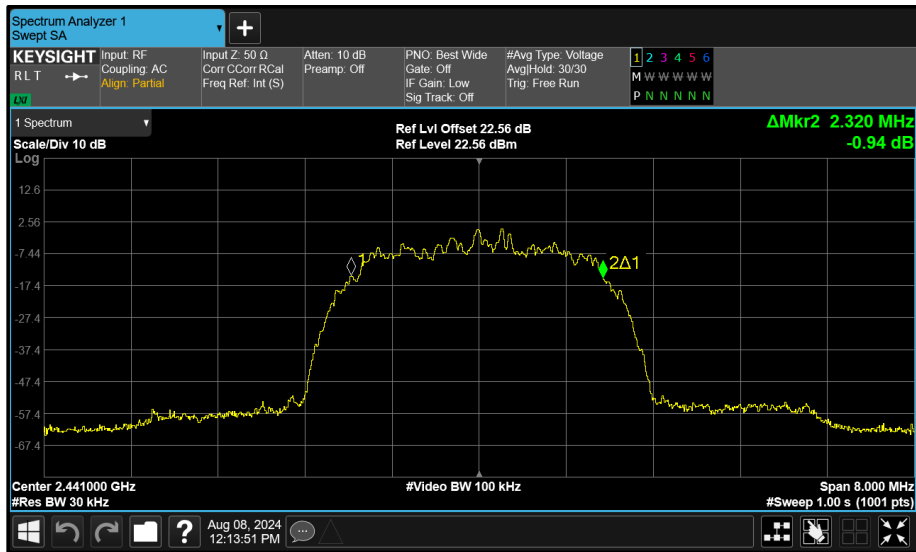 Spectrum Analyzer 1
Swept SA
+
KEYSIGHT
R L T
LXI
Input: RF
Coupling: AC
Align: Partial
Input Z: 50 Ω
Corr CCorr RCal
Freq Ref: Int (S)
Atten: 10 dB
Preamp: Off
PNO: Best Wide
Gate: Off
IF Gain: Low
Sig Track: Off
#Avg Type: Voltage
Avg|Hold: 30/30
Trig: Free Run
1 2 3 4 5 6
M W W W W W
P N N N N N
1 Spectrum
Scale/Div 10 dB
Ref Lvl Offset 22.56 dB
Ref Level 22.56 dBm
ΔMkr2 2.320 MHz
-0.94 dB
Log
12.6
2.56
-7.44
-17.4
-27.4
-37.4
-47.4
-57.4
-67.4
1
2Δ1
Center 2.441000 GHz
#Video BW 100 kHz
Span 8.000 MHz
#Res BW 30 kHz
#Sweep 1.00 s (1001 pts)
?
Aug 08, 2024
12:13:51 PM